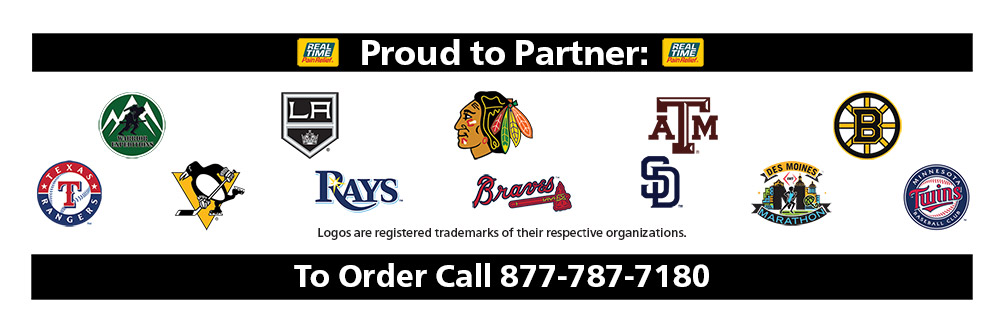 REAL
TIME
Pain Relief.
Proud to Partner:
REAL
TIME
Pain Relief.
WARRIOR
EXPEDITIONS
LA
ATM
B
TEXAS
T
RANGERS
RAYS
Braves
SD
DES MOINES
MARATHON
MINNESOTA
Twins
BASEBALL CLUB
Logos are registered trademarks of their respective organizations.
To Order Call 877-787-7180